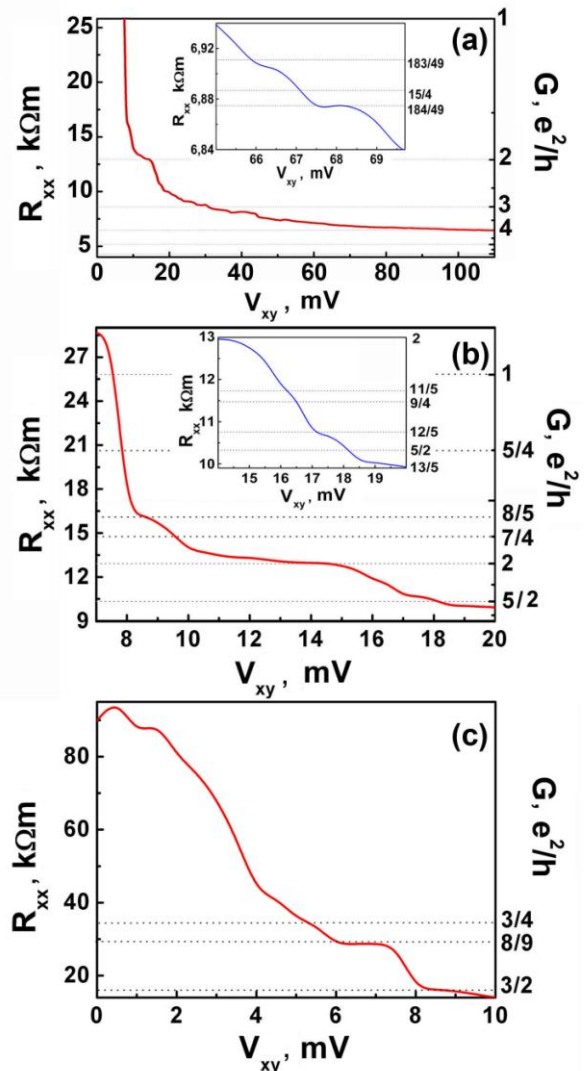 (a)
R_xx, kΩm
25
20
15
10
5
0 20 40 60 80 100
V_xy, mV
G, e²/h
1
2
3
4
R_xx, kΩm
6,92
6,88
6,84
66 67 68 69
V_xy, mV
183/49
15/4
184/49
(b)
R_xx, kΩm
27
24
21
18
15
12
9
8 10 12 14 16 18 20
V_xy, mV
G, e²/h
1
5/4
8/5
7/4
2
5/2
R_xx, kΩm
13
12
11
10
15 16 17 18 19
V_xy, mV
2
11/5
9/4
12/5
5/2
13/5
(c)
R_xx, kΩm
80
60
40
20
0 2 4 6 8 10
V_xy, mV
G, e²/h
3/4
8/9
3/2